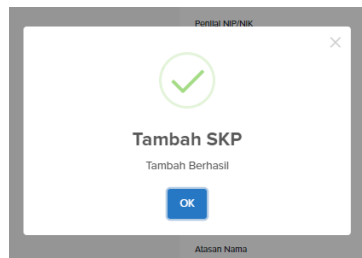 Penilai NIP/NIK
Tambah SKP
Tambah Berhasil
OK
Atasan Nama